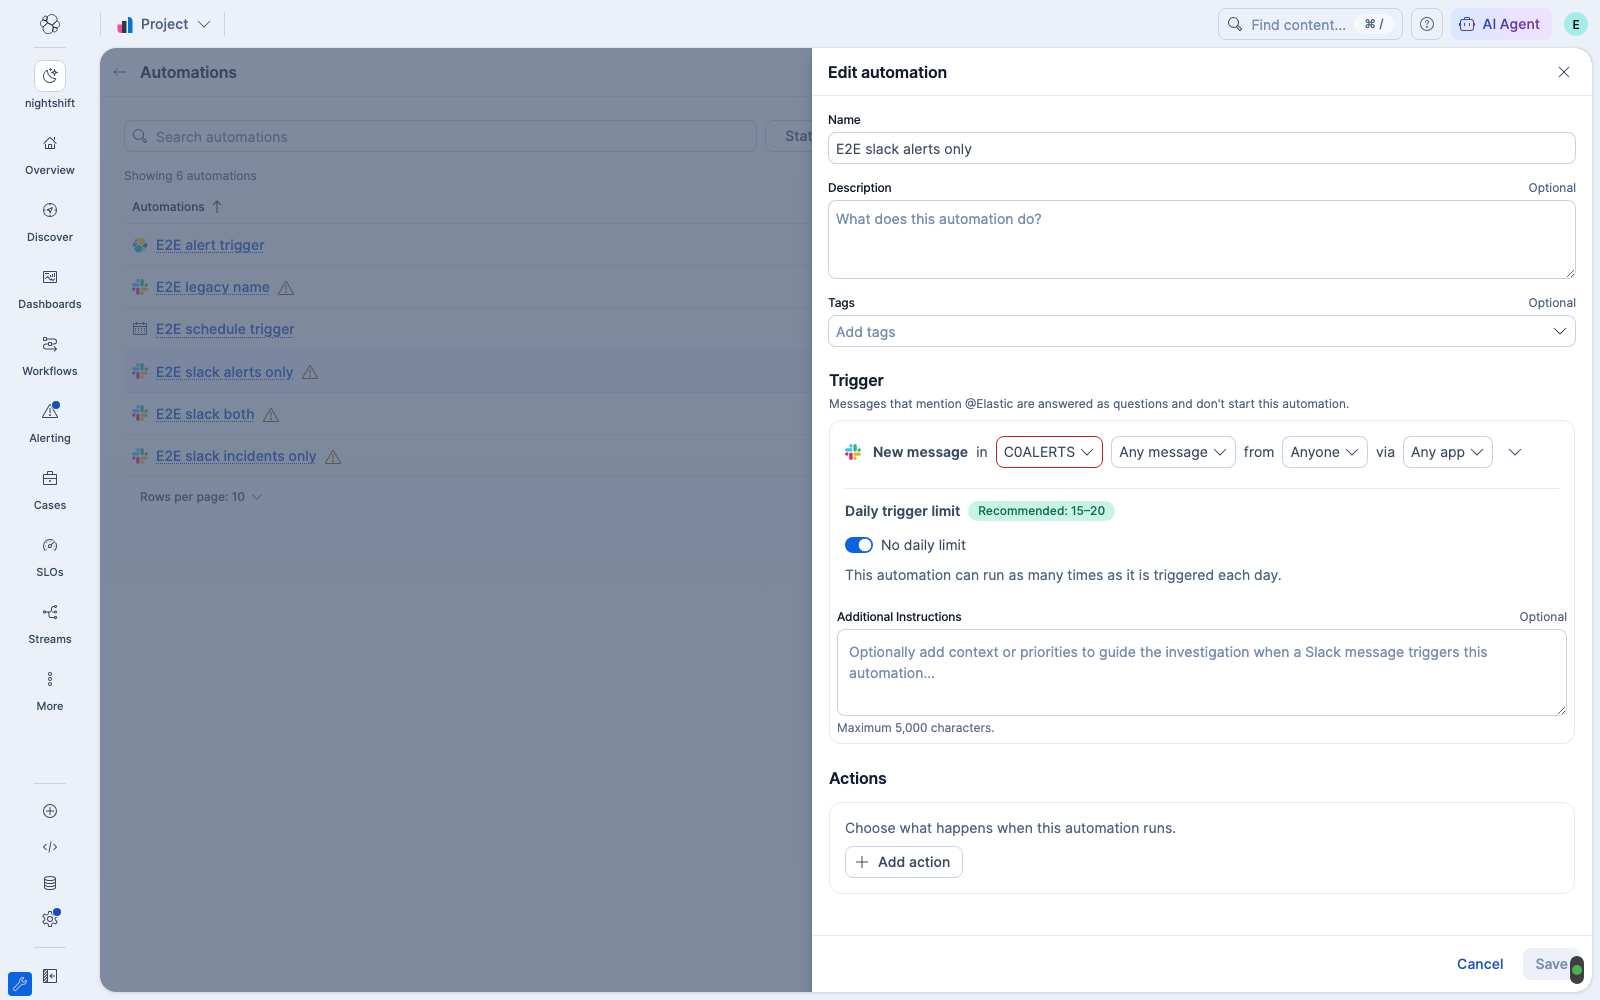 Project
Find content...
⌘ /
AI Agent
E
nightshift
Overview
Discover
Dashboards
Workflows
Alerting
Cases
SLOs
Streams
More
Automations
Search automations
Stat
Showing 6 automations
Automations
E2E alert trigger
E2E legacy name
E2E schedule trigger
E2E slack alerts only
E2E slack both
E2E slack incidents only
Rows per page: 10
Edit automation
Name
E2E slack alerts only
Description Optional
What does this automation do?
Tags Optional
Add tags
Trigger
Messages that mention @Elastic are answered as questions and don't start this automation.
New message in C0ALERTS Any message from Anyone via Any app
Daily trigger limit Recommended: 15–20
No daily limit
This automation can run as many times as it is triggered each day.
Additional Instructions Optional
Optionally add context or priorities to guide the investigation when a Slack message triggers this
automation...
Maximum 5,000 characters.
Actions
Choose what happens when this automation runs.
Add action
Cancel Save